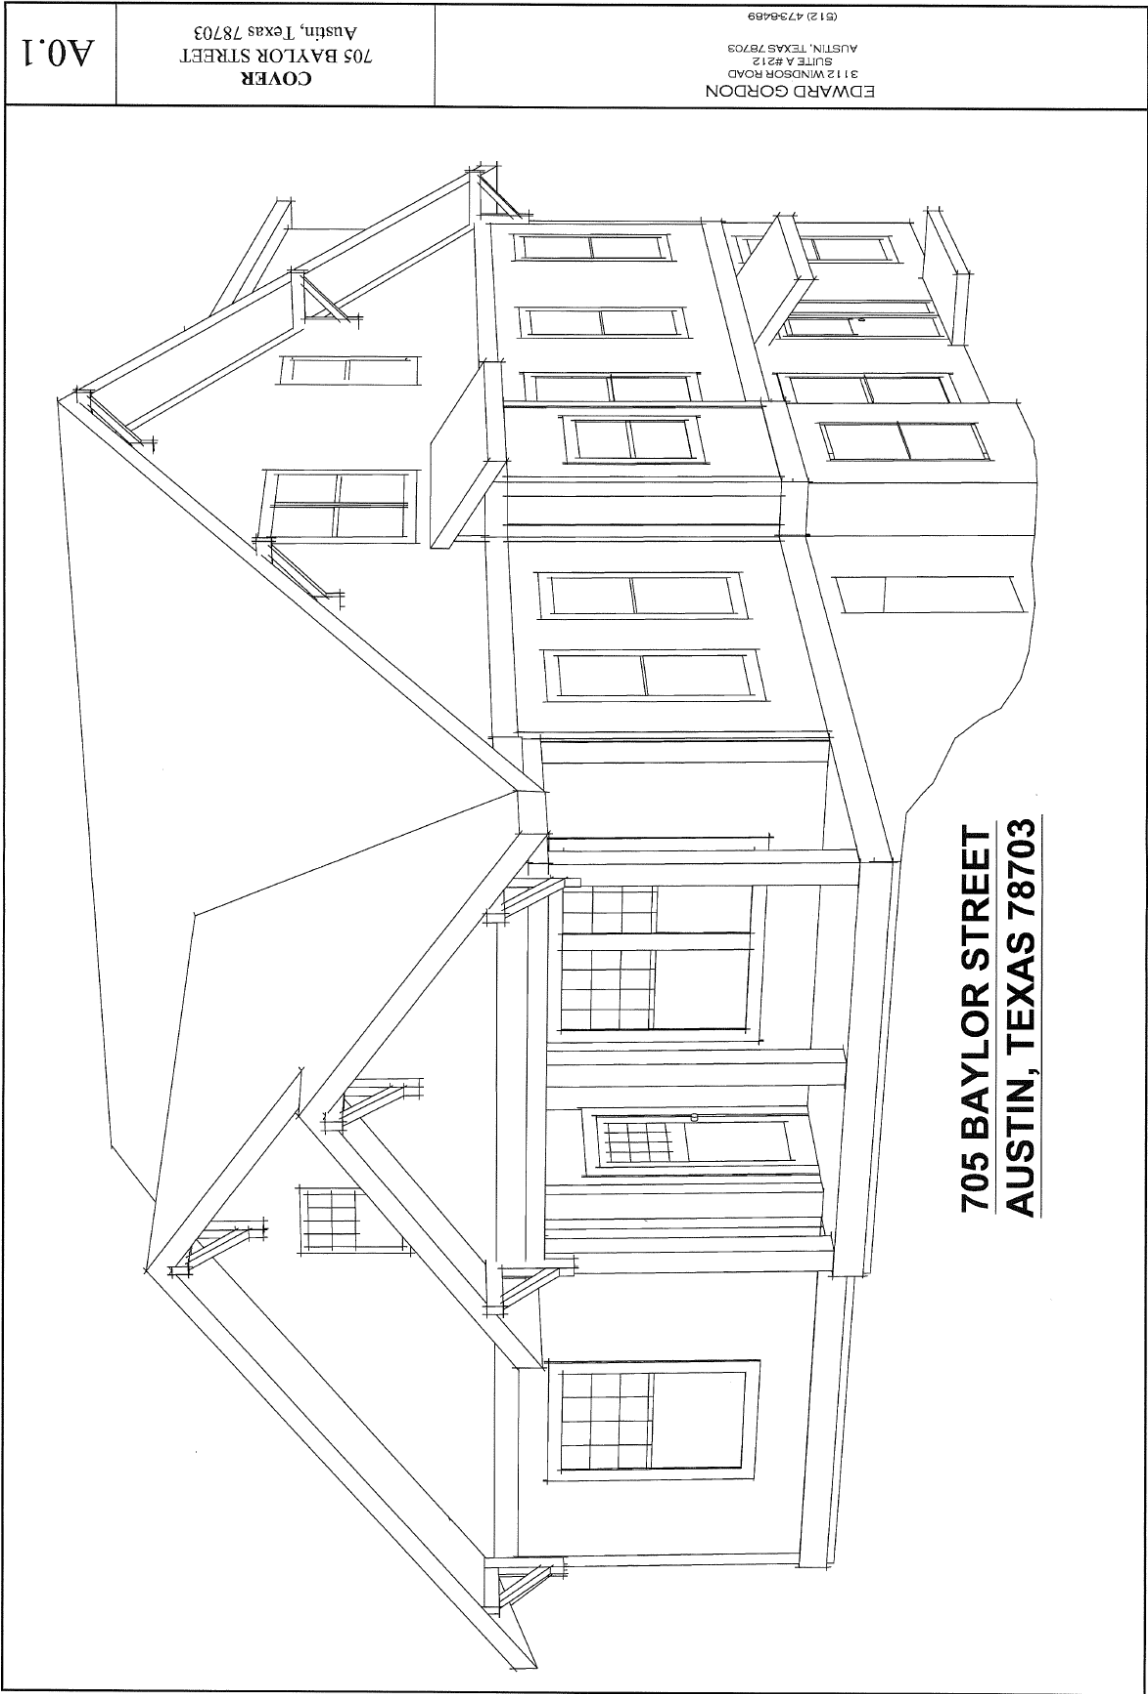 705 BAYLOR STREET
AUSTIN, TEXAS 78703
EDWARD GORDON
3112 WINDSOR ROAD
SUITE A #212
AUSTIN, TEXAS 78703
(512) 473-8489
COVER
705 BAYLOR STREET
Austin, Texas 78703
A0.1